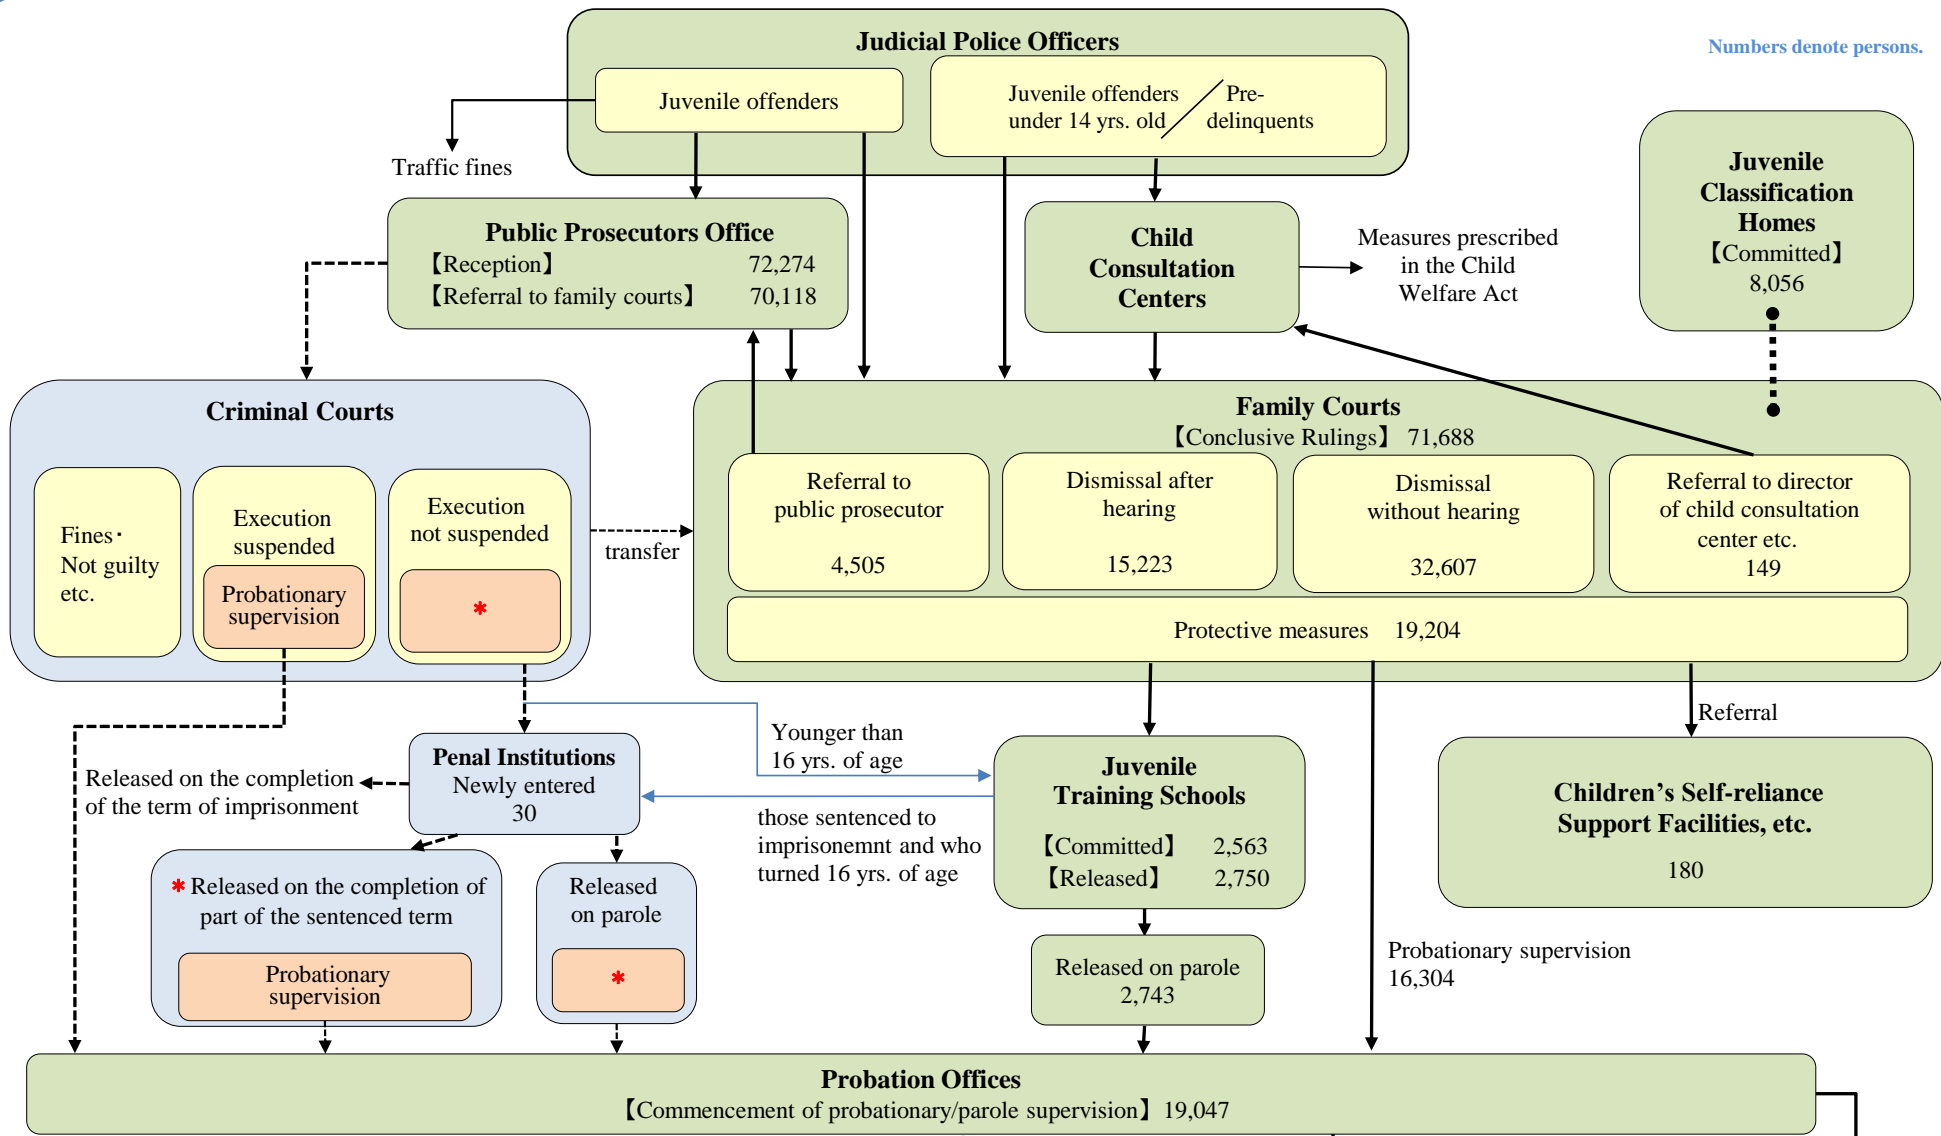 Judicial Police Officers
Numbers denote persons.
Juvenile offenders
Juvenile offenders
under 14 yrs. old
Pre-
delinquents
Traffic fines
Juvenile
Classification
Homes
【Committed】
8,056
Public Prosecutors Office
【Reception】 72,274
【Referral to family courts】 70,118
Child
Consultation
Centers
Measures prescribed
in the Child
Welfare Act
Criminal Courts
Fines・
Not guilty
etc.
Execution
suspended
Probationary
supervision
Execution
not suspended
*
transfer
Family Courts
【Conclusive Rulings】 71,688
Referral to
public prosecutor
4,505
Dismissal after
hearing
15,223
Dismissal
without hearing
32,607
Referral to director
of child consultation
center etc.
149
Protective measures 19,204
Younger than
16 yrs. of age
Referral
Penal Institutions
Newly entered
30
Released on the completion
of the term of imprisonment
those sentenced to
imprisonemnt and who
turned 16 yrs. of age
Juvenile
Training Schools
【Committed】 2,563
【Released】 2,750
Children’s Self-reliance
Support Facilities, etc.
180
* Released on the completion of
part of the sentenced term
Probationary
supervision
Released
on parole
*
Released on parole
2,743
Probationary supervision
16,304
Probation Offices
【Commencement of probationary/parole supervision】 19,047